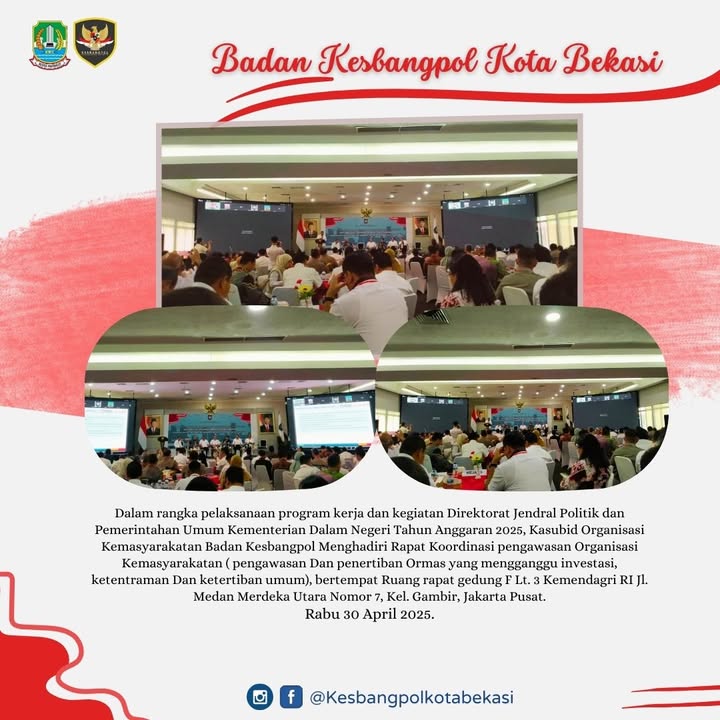 Badan Kesbangpol Kota Bekasi
Dalam rangka pelaksanaan program kerja dan kegiatan Direktorat Jendral Politik dan
Pemerintahan Umum Kementerian Dalam Negeri Tahun Anggaran 2025, Kasubid Organisasi
Kemasyarakatan Badan Kesbangpol Menghadiri Rapat Koordinasi pengawasan Organisasi
Kemasyarakatan ( pengawasan Dan penertiban Ormas yang mengganggu investasi,
ketentraman Dan ketertiban umum), bertempat Ruang rapat gedung F Lt. 3 Kemendagri RI Jl.
Medan Merdeka Utara Nomor 7, Kel. Gambir, Jakarta Pusat.
Rabu 30 April 2025.
@Kesbangpolkotabekasi